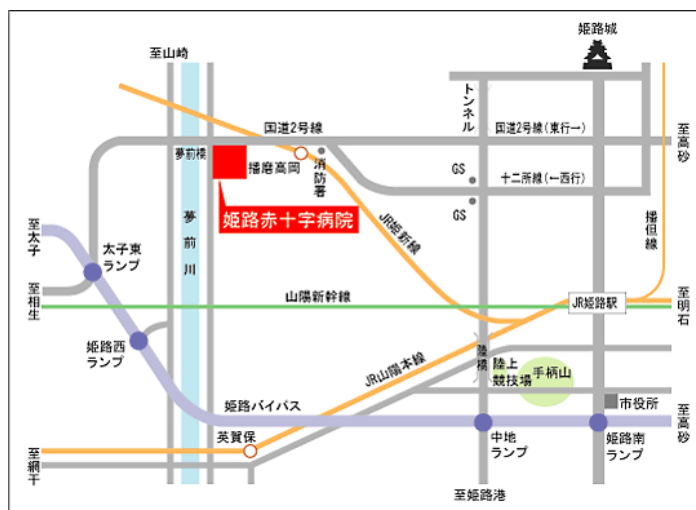 姫路城
至山崎
トンネル
国道2号線
国道2号線(東行→)
至高砂
夢前橋
播磨高岡
消防署
GS
十二所線(←西行)
GS
姫路赤十字病院
JR姫新線
播但線
夢前川
至太子
太子東
ランプ
至相生
山陽新幹線
JR姫路駅
至明石
姫路西
ランプ
陸橋
陸上
競技場
手柄山
JR山陽本線
姫路バイパス
市役所
至高砂
英賀保
中地
ランプ
姫路南
ランプ
至網干
至姫路港